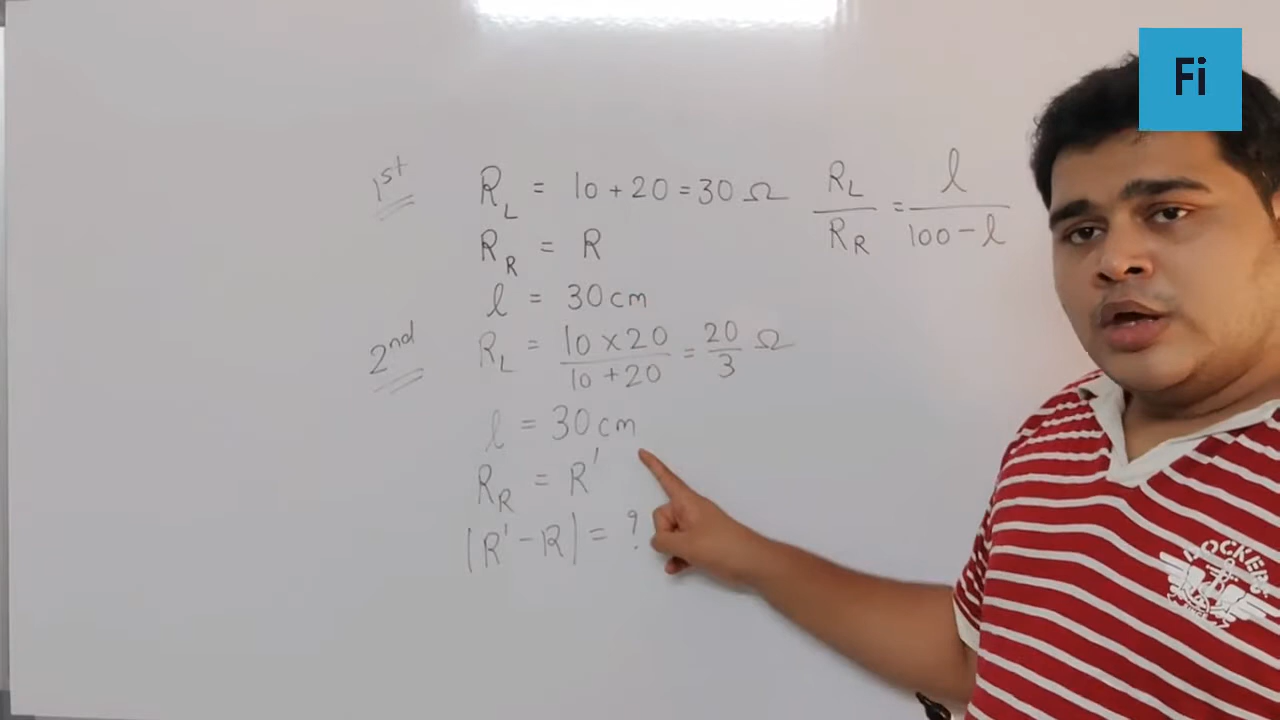 Fi
1st R_L = 10 + 20 = 30 Ω R_L/R_R = l/(100 - l)
R_R = R
l = 30 cm
2nd R_L = (10 x 20)/(10 + 20) = 20/3 Ω
l = 30 cm
R_R = R'
|R' - R| = ?
LOCKER